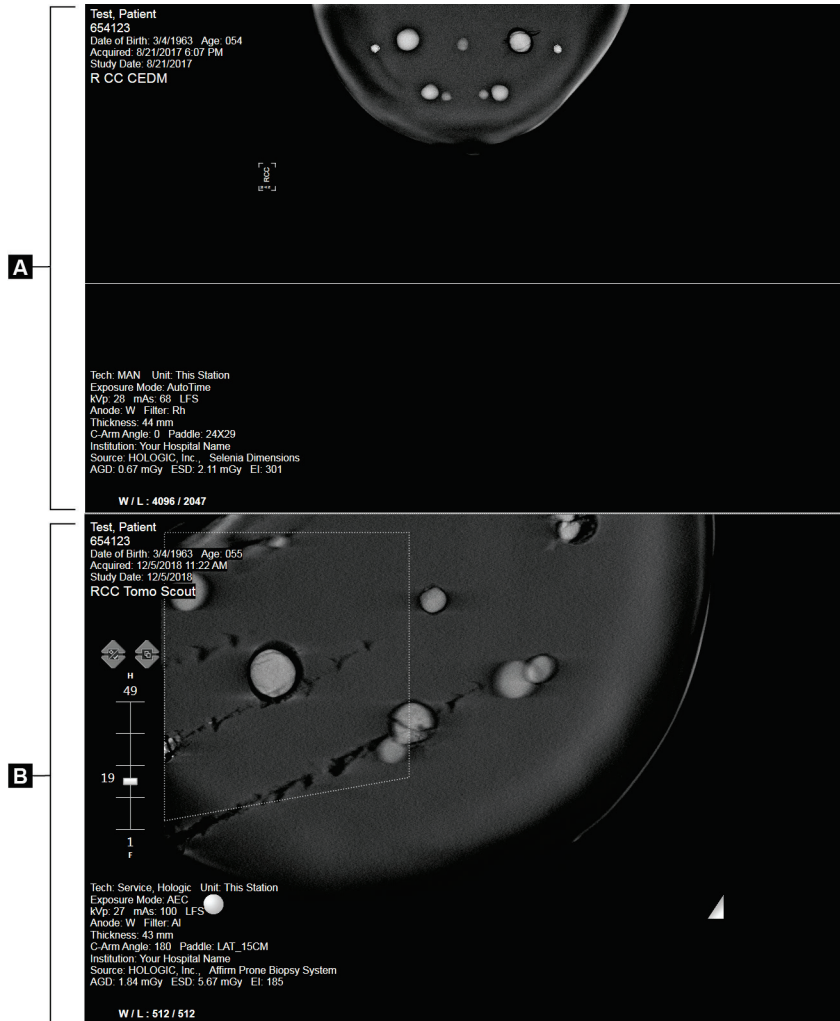 Test, Patient
654123
Date of Birth: 3/4/1963 Age: 054
Acquired: 8/21/2017 6:07 PM
Study Date: 8/21/2017
R CC CEDM
RCC
A
Tech: MAN Unit: This Station
Exposure Mode: AutoTime
kVp: 28 mAs: 68 LFS
Anode: W Filter: Rh
Thickness: 44 mm
C-Arm Angle: 0 Paddle: 24X29
Institution: Your Hospital Name
Source: HOLOGIC, Inc., Selenia Dimensions
AGD: 0.67 mGy ESD: 2.11 mGy EI: 301
W / L : 4096 / 2047
Test, Patient
654123
Date of Birth: 3/4/1963 Age: 055
Acquired: 12/5/2018 11:22 AM
Study Date: 12/5/2018
RCC Tomo Scout
H
49
B
19
1
F
Tech: Service, Hologic Unit: This Station
Exposure Mode: AEC
kVp: 27 mAs: 100 LFS
Anode: W Filter: Al
Thickness: 43 mm
C-Arm Angle: 180 Paddle: LAT_15CM
Institution: Your Hospital Name
Source: HOLOGIC, Inc., Affirm Prone Biopsy System
AGD: 1.84 mGy ESD: 5.67 mGy EI: 185
W / L : 512 / 512